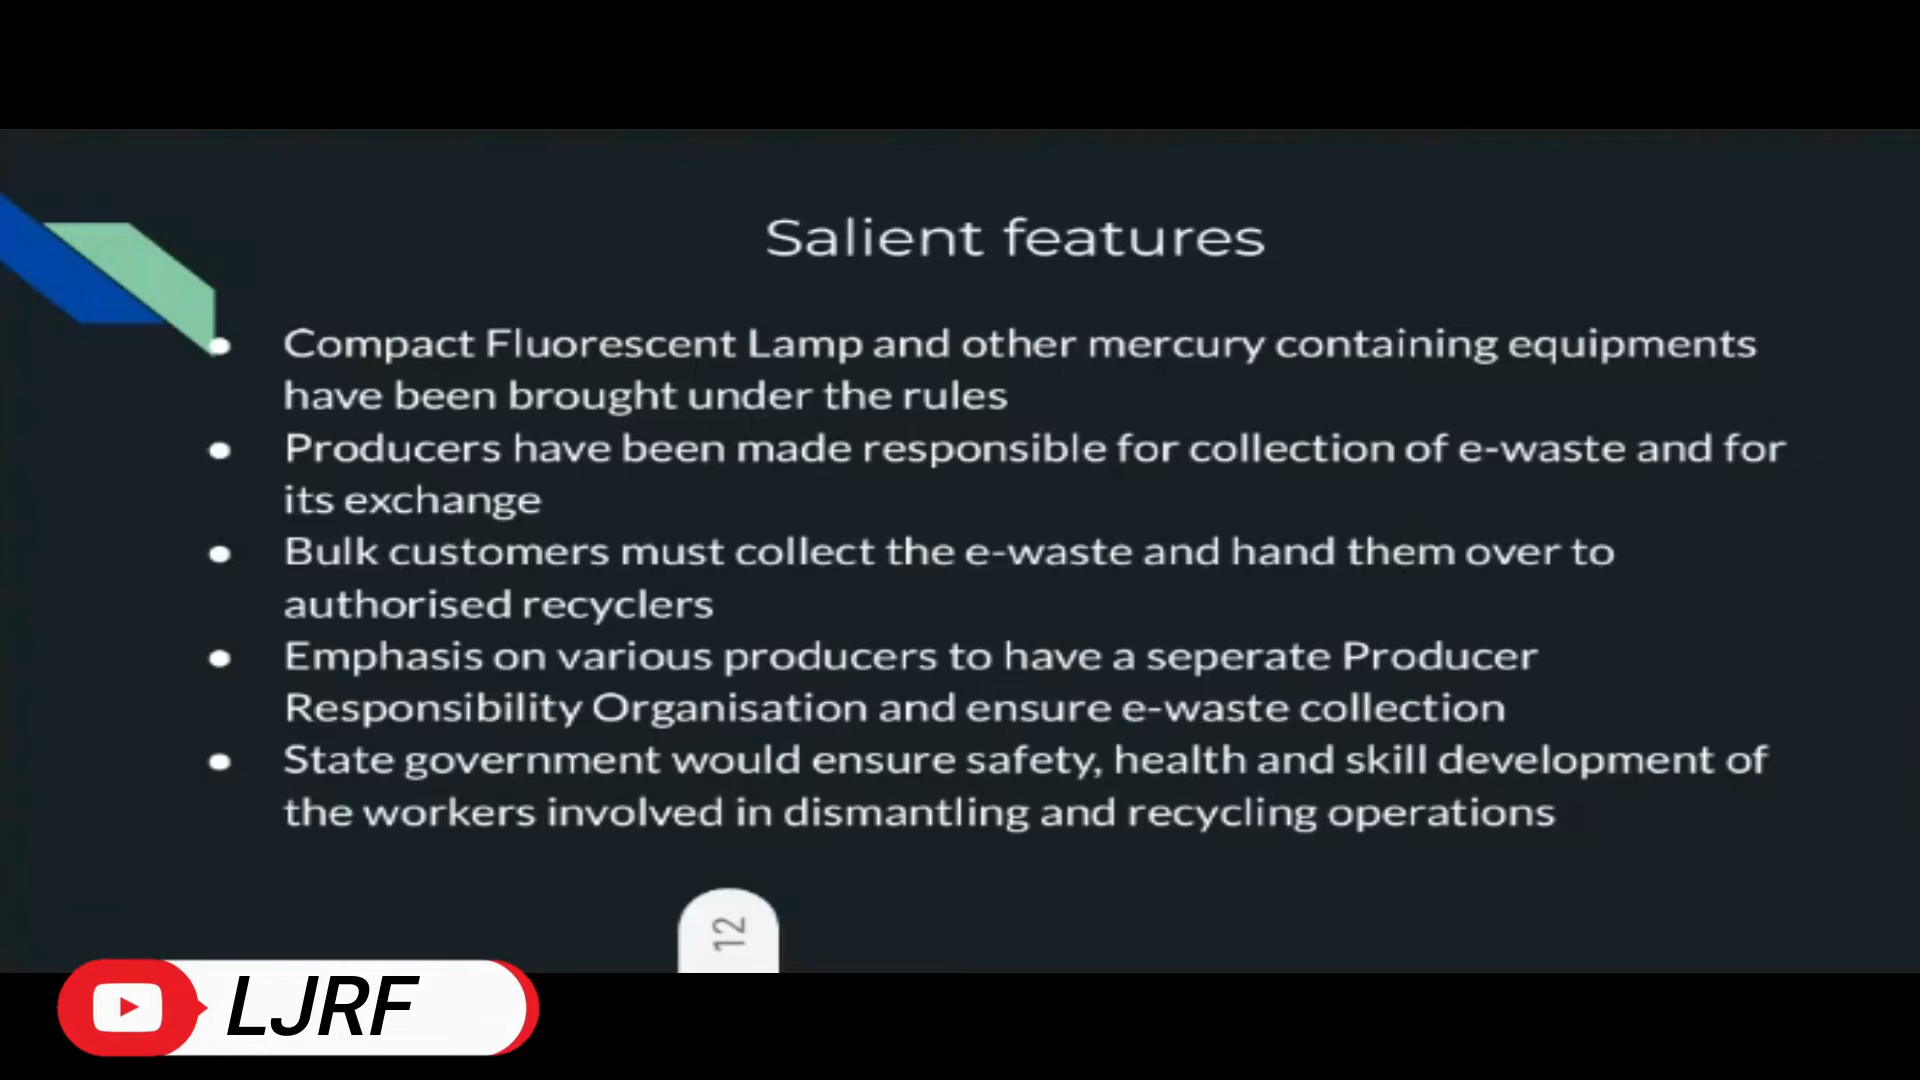 Salient features
Compact Fluorescent Lamp and other mercury containing equipments
have been brought under the rules
Producers have been made responsible for collection of e-waste and for
its exchange
Bulk customers must collect the e-waste and hand them over to
authorised recyclers
Emphasis on various producers to have a seperate Producer
Responsibility Organisation and ensure e-waste collection
State government would ensure safety, health and skill development of
the workers involved in dismantling and recycling operations
12
LJRF